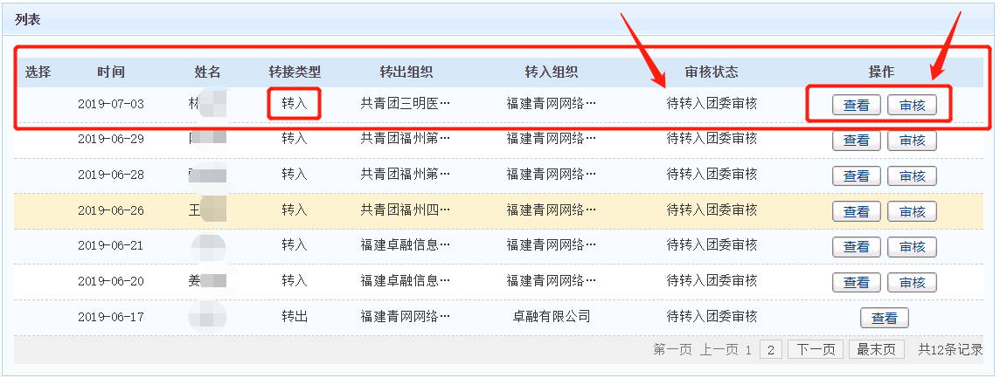 列表
选择 时间 姓名 转接类型 转出组织 转入组织 审核状态 操作
2019-07-03 林 转入 共青团三明医… 福建青网网络… 待转入团委审核 查看 审核
2019-06-29 转入 共青团福州第… 福建青网网络… 待转入团委审核 查看 审核
2019-06-28 转入 共青团福州第… 福建青网网络… 待转入团委审核 查看 审核
2019-06-26 王 转入 共青团福州四… 福建青网网络… 待转入团委审核 查看 审核
2019-06-21 转入 福建卓融信息… 福建青网网络… 待转入团委审核 查看 审核
2019-06-20 姜 转入 福建卓融信息… 福建青网网络… 待转入团委审核 查看 审核
2019-06-17 转出 福建青网网络… 卓融有限公司 待转入团委审核 查看
第一页 上一页 1 2 下一页 最末页 共12条记录